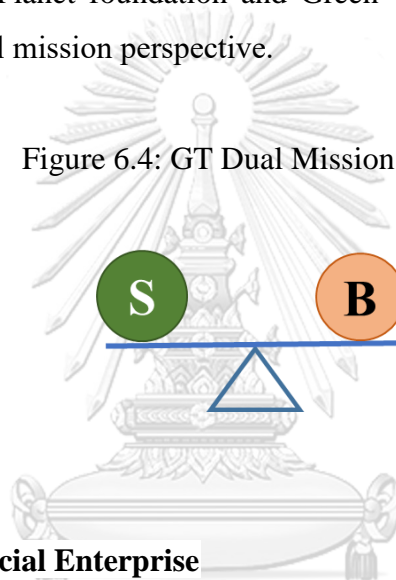 Planet foundation and Green
l mission perspective.
Figure 6.4: GT Dual Mission
S B
cial Enterprise